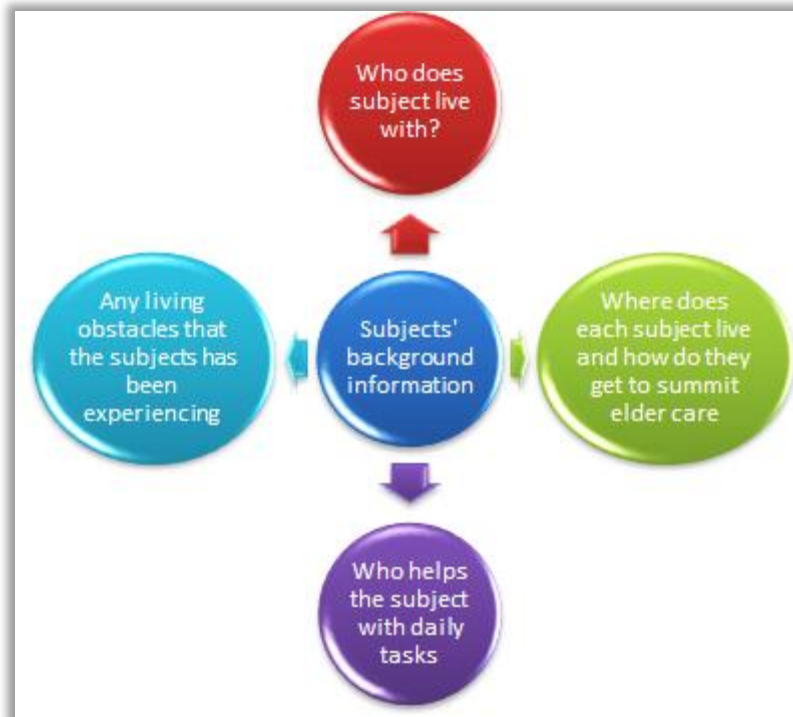 Who does
subject live
with?
Any living
obstacles that
the subjects has
been
experiencing
Subjects'
background
information
Where does
each subject live
and how do they
get to summit
elder care
Who helps
the subject
with daily
tasks